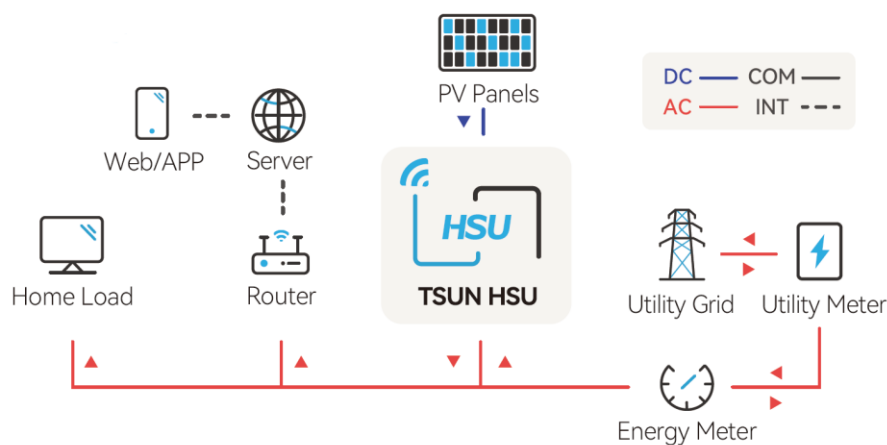 PV Panels
DC
COM
AC
INT
Web/APP
Server
HSU
TSUN HSU
Home Load
Router
Utility Grid
Utility Meter
Energy Meter